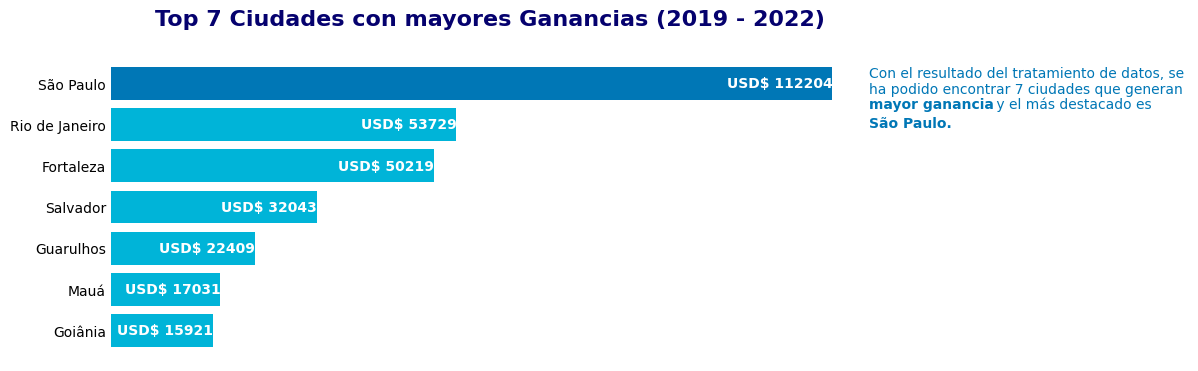 Top 7 Ciudades con mayores Ganancias (2019 - 2022)
São Paulo USD$ 112204
Rio de Janeiro USD$ 53729
Fortaleza USD$ 50219
Salvador USD$ 32043
Guarulhos USD$ 22409
Mauá USD$ 17031
Goiânia USD$ 15921
Con el resultado del tratamiento de datos, se
ha podido encontrar 7 ciudades que generan
mayor ganancia y el más destacado es
São Paulo.